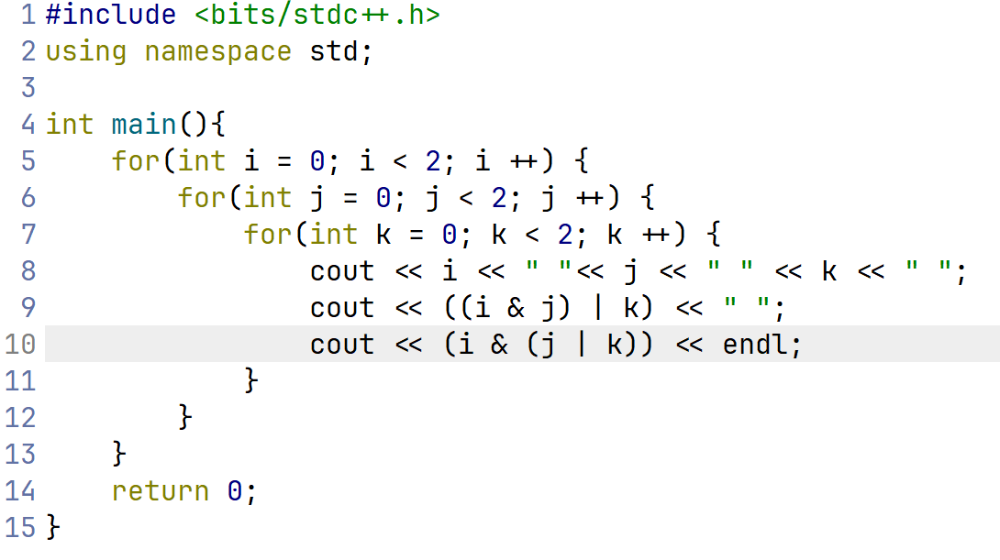 1 #include <bits/stdc++.h>
2 using namespace std;
3
4 int main(){
5     for(int i = 0; i < 2; i ++) {
6         for(int j = 0; j < 2; j ++) {
7             for(int k = 0; k < 2; k ++) {
8                 cout << i << " "<< j << " " << k << " ";
9                 cout << ((i & j) | k) << " ";
10                 cout << (i & (j | k)) << endl;
11             }
12         }
13     }
14     return 0;
15 }